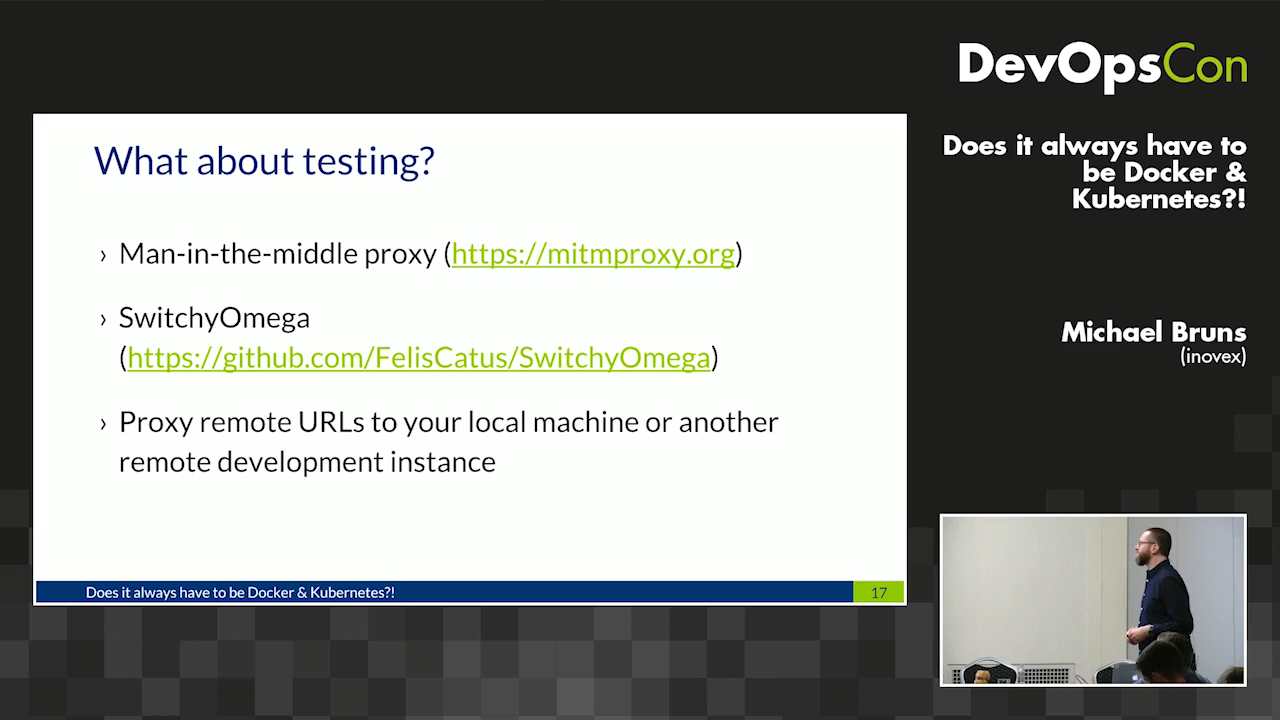 DevOpsCon
Does it always have to
be Docker &
Kubernetes?!
Michael Bruns
(inovex)
What about testing?
› Man-in-the-middle proxy (https://mitmproxy.org)
› SwitchyOmega
(https://github.com/FelisCatus/SwitchyOmega)
› Proxy remote URLs to your local machine or another
remote development instance
Does it always have to be Docker & Kubernetes?!
17